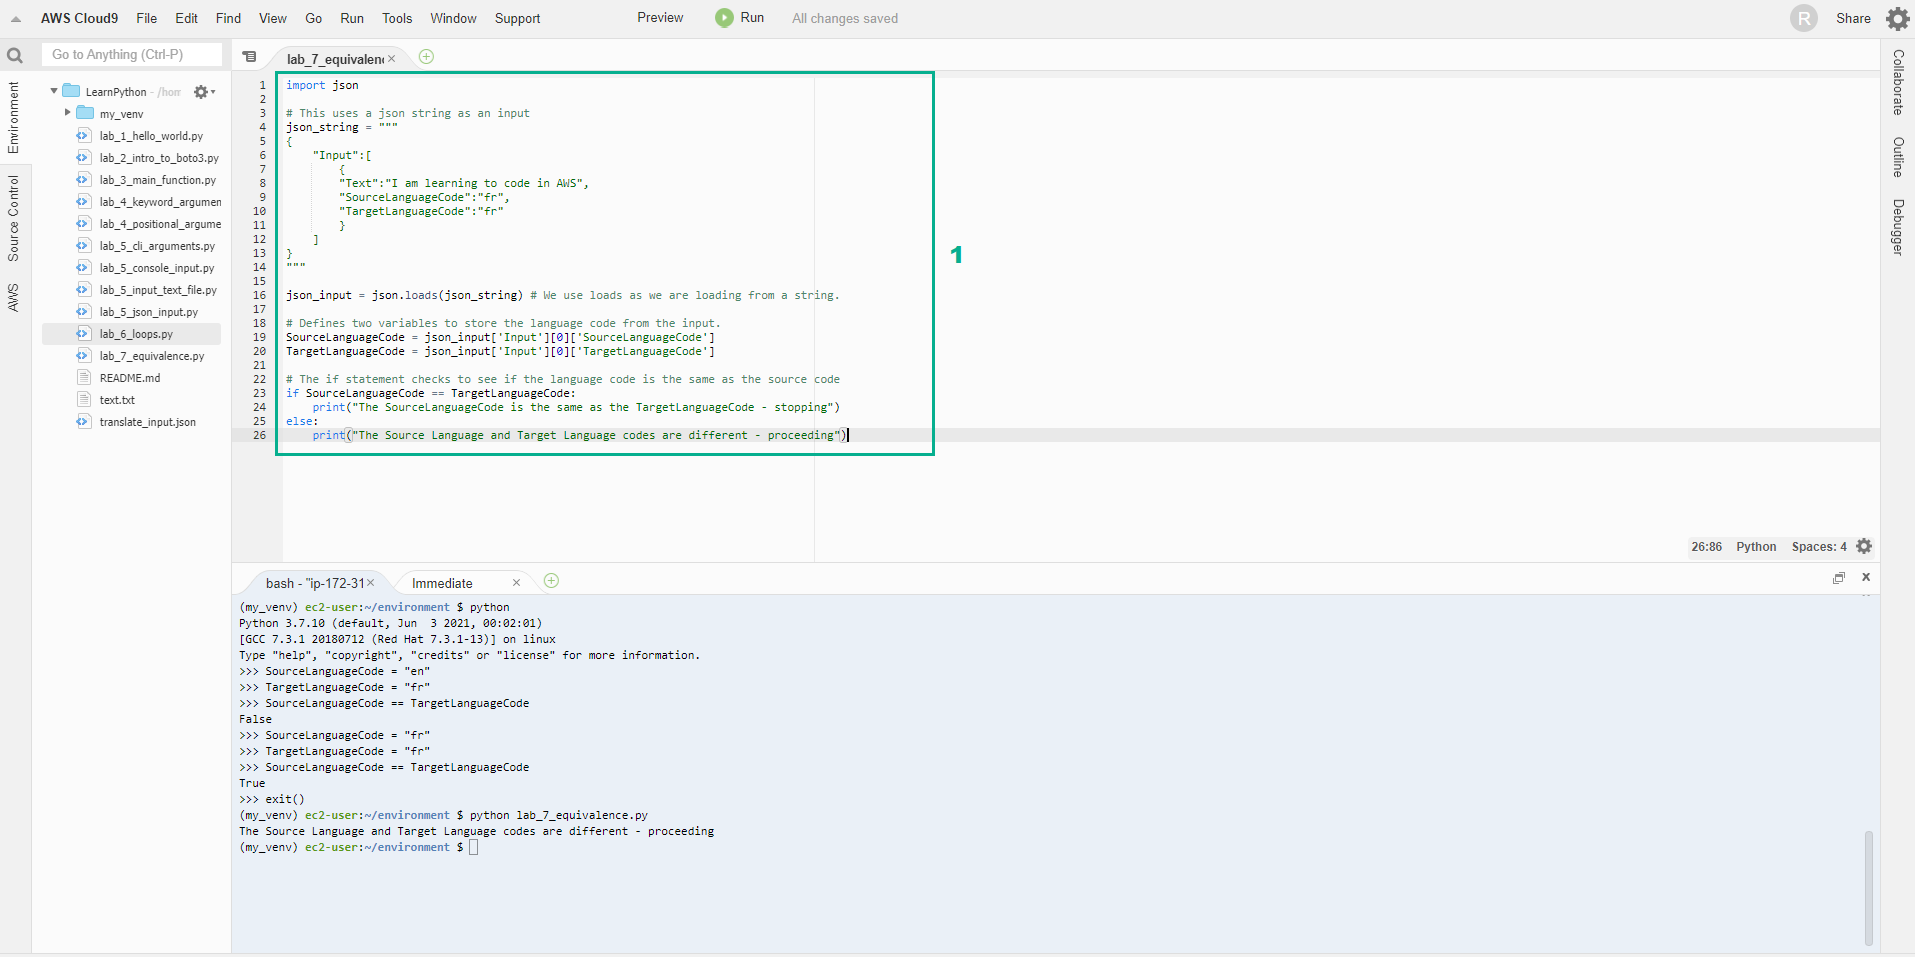 AWS Cloud9 File Edit Find View Go Run Tools Window Support Preview Run All changes saved R Share
Go to Anything (Ctrl-P)
lab_7_equivalen
Environment
Source Control
AWS
LearnPython - /hom
my_venv
lab_1_hello_world.py
lab_2_intro_to_boto3.py
lab_3_main_function.py
lab_4_keyword_argumen
lab_4_positional_argume
lab_5_cli_arguments.py
lab_5_console_input.py
lab_5_input_text_file.py
lab_5_json_input.py
lab_6_loops.py
lab_7_equivalence.py
README.md
text.txt
translate_input.json
1 import json
2
3 # This uses a json string as an input
4 json_string = """
5 {
6     "Input":[
7         {
8         "Text":"I am learning to code in AWS",
9         "SourceLanguageCode":"fr",
10         "TargetLanguageCode":"fr"
11         }
12     ]
13 }
14 """
15
16 json_input = json.loads(json_string) # We use loads as we are loading from a string.
17
18 # Defines two variables to store the language code from the input.
19 SourceLanguageCode = json_input['Input'][0]['SourceLanguageCode']
20 TargetLanguageCode = json_input['Input'][0]['TargetLanguageCode']
21
22 # The if statement checks to see if the language code is the same as the source code
23 if SourceLanguageCode == TargetLanguageCode:
24     print("The SourceLanguageCode is the same as the TargetLanguageCode - stopping")
25 else:
26     print("The Source Language and Target Language codes are different - proceeding")
1
26:86 Python Spaces: 4
Collaborate
Outline
Debugger
bash - "ip-172-31 Immediate
(my_venv) ec2-user:~/environment $ python
Python 3.7.10 (default, Jun  3 2021, 00:02:01)
[GCC 7.3.1 20180712 (Red Hat 7.3.1-13)] on linux
Type "help", "copyright", "credits" or "license" for more information.
>>> SourceLanguageCode = "en"
>>> TargetLanguageCode = "fr"
>>> SourceLanguageCode == TargetLanguageCode
False
>>> SourceLanguageCode = "fr"
>>> TargetLanguageCode = "fr"
>>> SourceLanguageCode == TargetLanguageCode
True
>>> exit()
(my_venv) ec2-user:~/environment $ python lab_7_equivalence.py
The Source Language and Target Language codes are different - proceeding
(my_venv) ec2-user:~/environment $